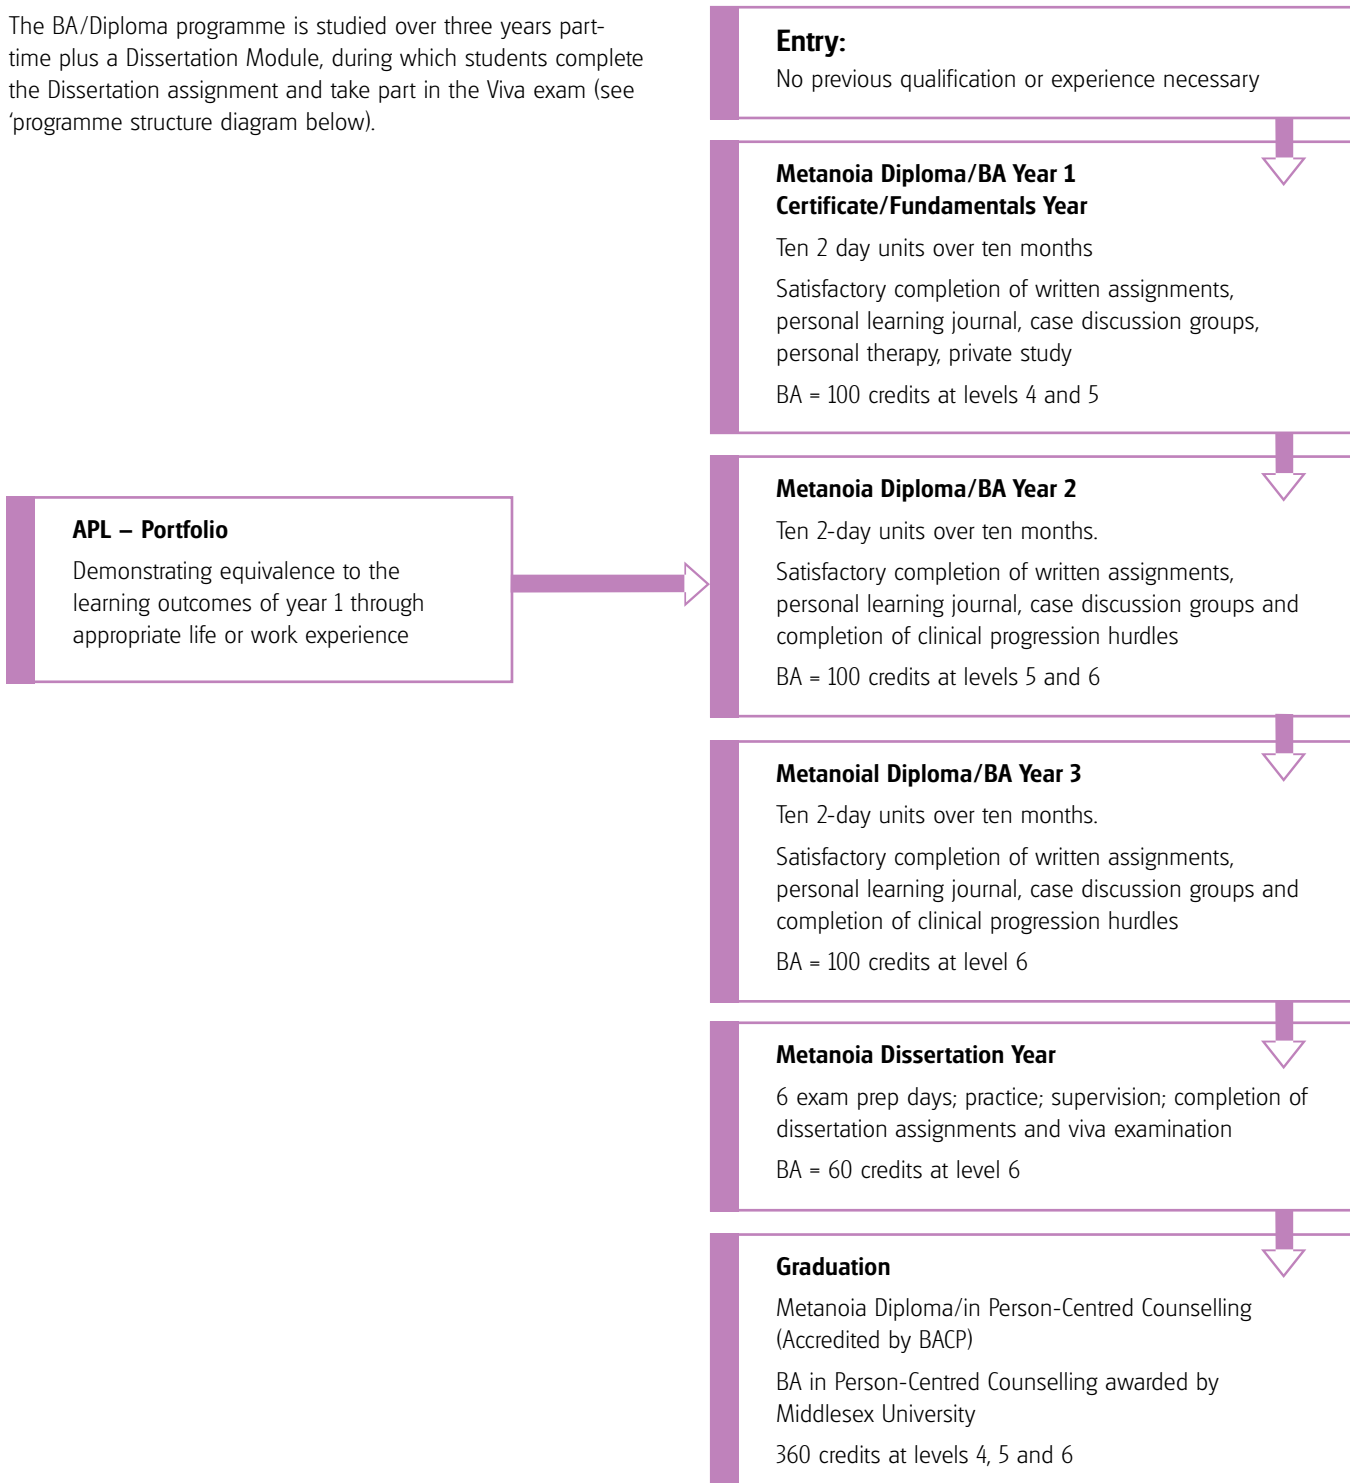 The BA/Diploma programme is studied over three years part-
time plus a Dissertation Module, during which students complete
the Dissertation assignment and take part in the Viva exam (see
‘programme structure diagram below).
Entry:
No previous qualification or experience necessary
Metanoia Diploma/BA Year 1
Certificate/Fundamentals Year
Ten 2 day units over ten months
Satisfactory completion of written assignments,
personal learning journal, case discussion groups,
personal therapy, private study
BA = 100 credits at levels 4 and 5
APL – Portfolio
Demonstrating equivalence to the
learning outcomes of year 1 through
appropriate life or work experience
Metanoia Diploma/BA Year 2
Ten 2-day units over ten months.
Satisfactory completion of written assignments,
personal learning journal, case discussion groups and
completion of clinical progression hurdles
BA = 100 credits at levels 5 and 6
Metanoial Diploma/BA Year 3
Ten 2-day units over ten months.
Satisfactory completion of written assignments,
personal learning journal, case discussion groups and
completion of clinical progression hurdles
BA = 100 credits at level 6
Metanoia Dissertation Year
6 exam prep days; practice; supervision; completion of
dissertation assignments and viva examination
BA = 60 credits at level 6
Graduation
Metanoia Diploma/in Person-Centred Counselling
(Accredited by BACP)
BA in Person-Centred Counselling awarded by
Middlesex University
360 credits at levels 4, 5 and 6